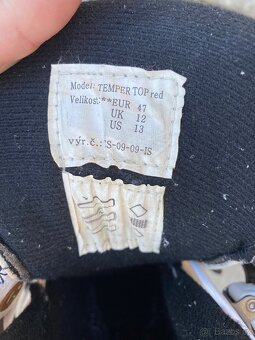 Model: TEMPER TOP red
Velikost:**EUR 47
UK 12
US 13
výr.č.:'S-09-09-IS